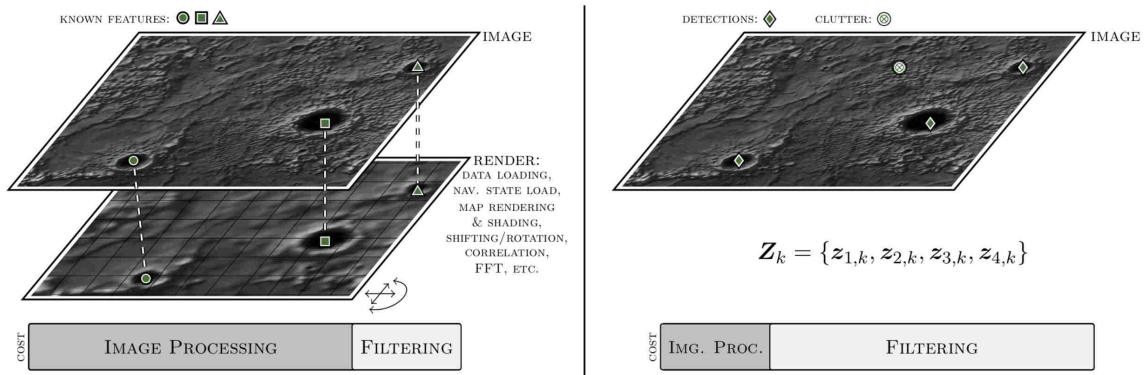 KNOWN FEATURES:
IMAGE
RENDER:
DATA LOADING,
NAV. STATE LOAD,
MAP RENDERING
& SHADING,
SHIFTING/ROTATION,
CORRELATION,
FFT, ETC.
COST
IMAGE PROCESSING
FILTERING
DETECTIONS: CLUTTER:
IMAGE
Z_k = {z_{1,k}, z_{2,k}, z_{3,k}, z_{4,k}}
COST
IMG. PROC.
FILTERING